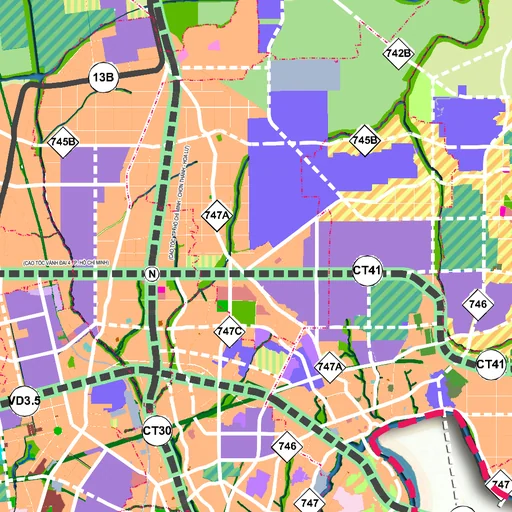 742B
13B
745B
745B
747A
(CAO TỐC VÀNH ĐAI 4 TP. HỒ CHÍ MINH)
N
CT41
746
747C
747A
CT41
VD3.5
CT30
746
747
747